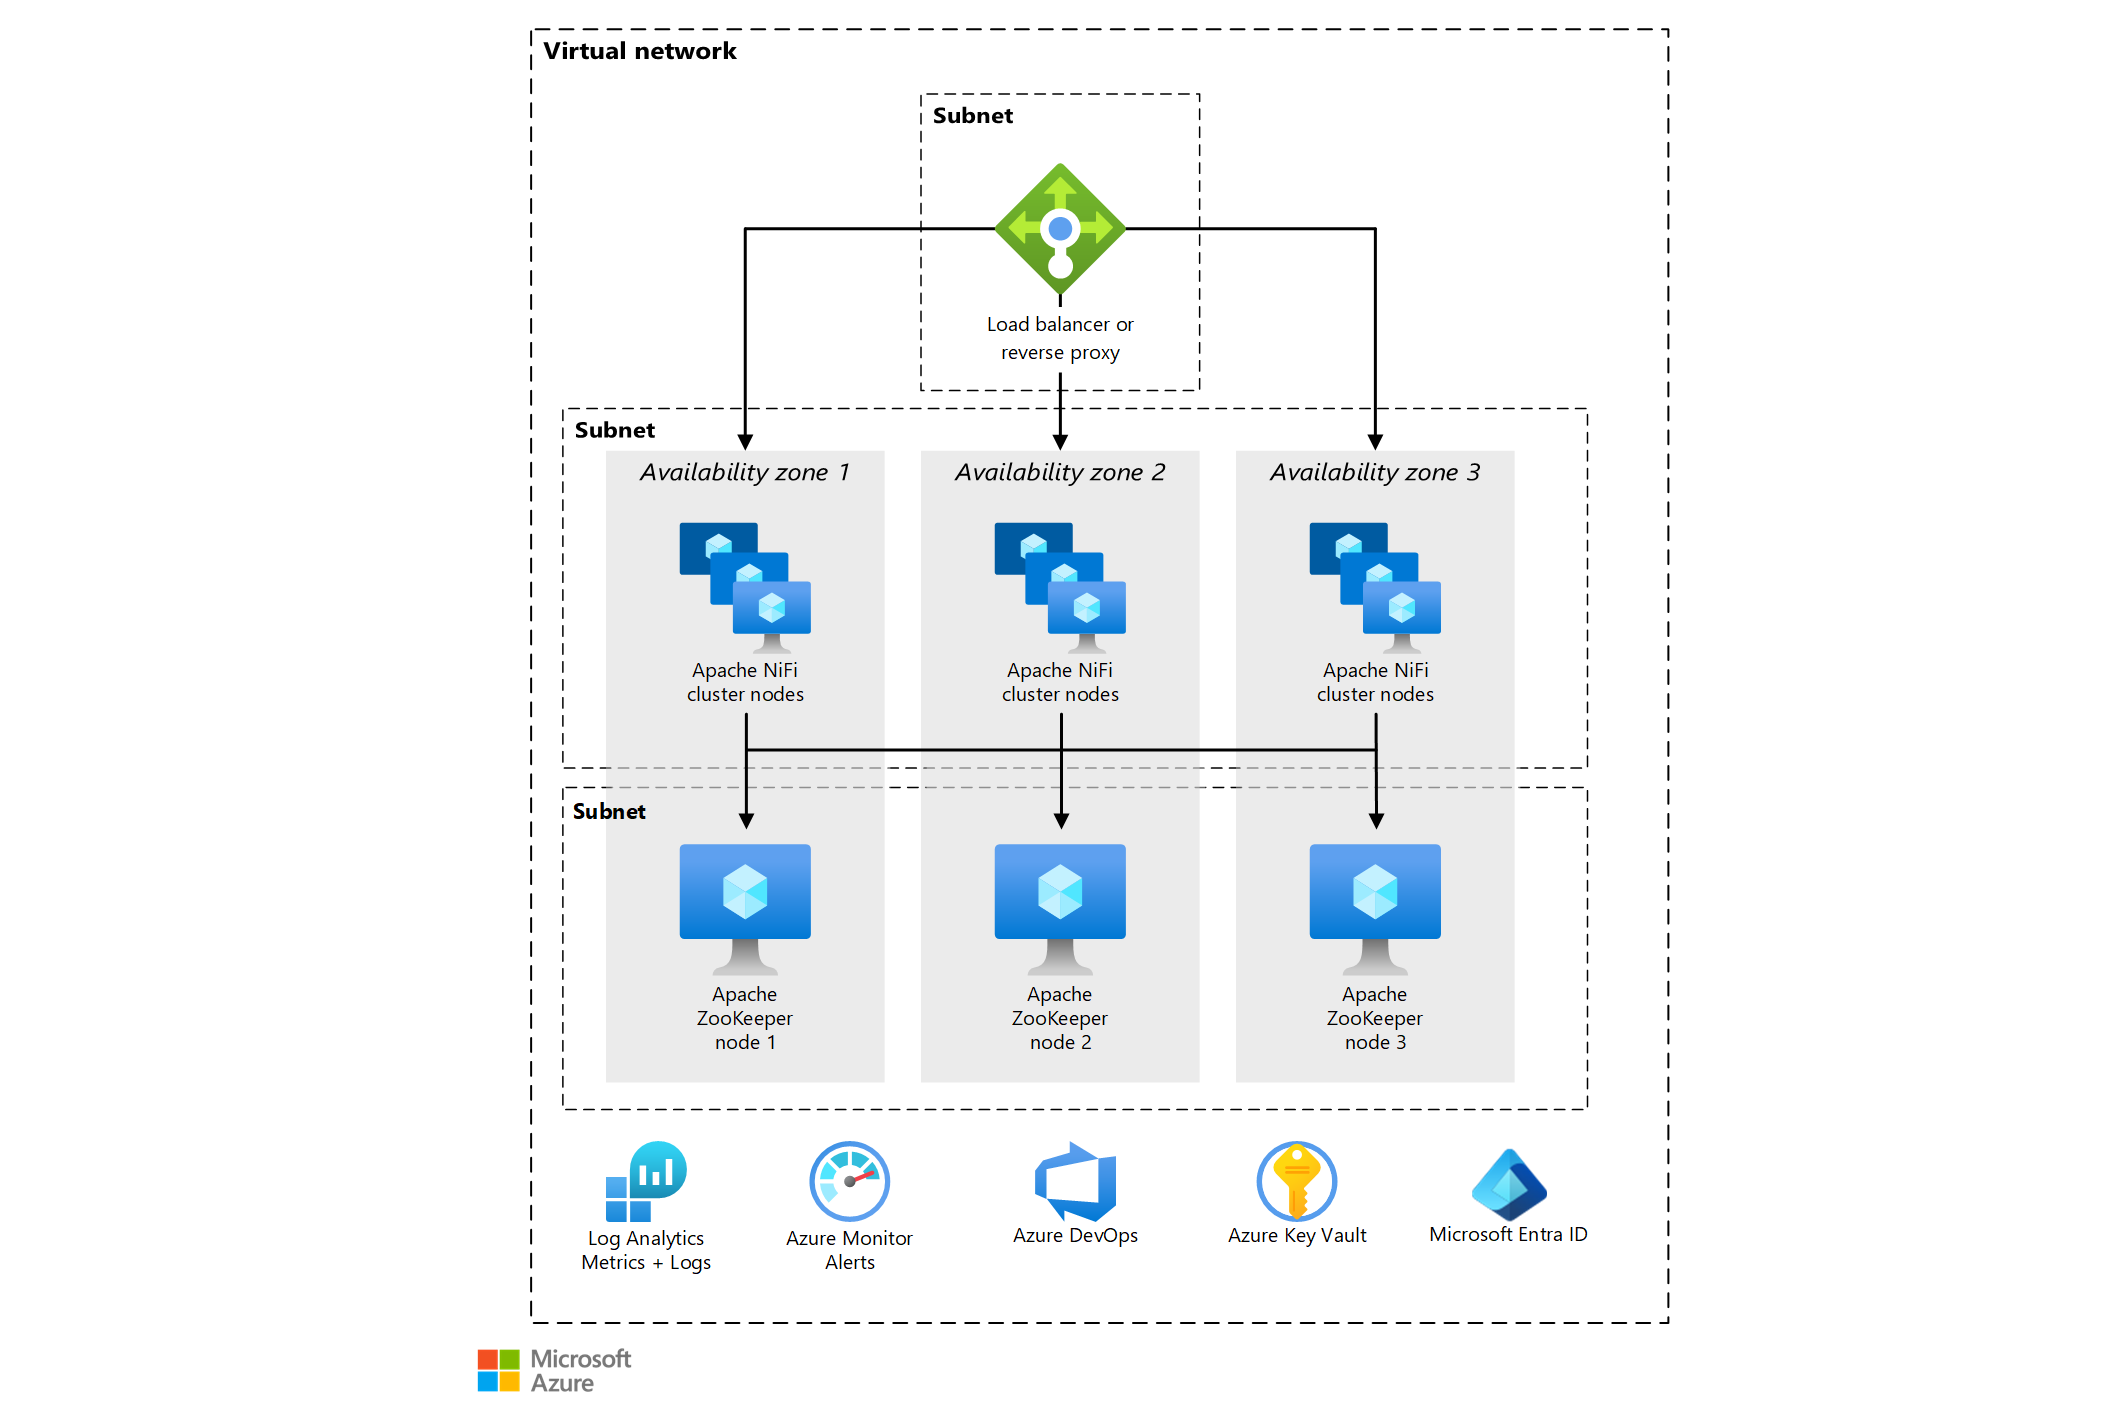 Virtual network
Subnet
Load balancer or
reverse proxy
Subnet
Availability zone 1
Availability zone 2
Availability zone 3
Apache NiFi
cluster nodes
Apache NiFi
cluster nodes
Apache NiFi
cluster nodes
Subnet
Apache
ZooKeeper
node 1
Apache
ZooKeeper
node 2
Apache
ZooKeeper
node 3
Log Analytics
Metrics + Logs
Azure Monitor
Alerts
Azure DevOps
Azure Key Vault
Microsoft Entra ID
Microsoft
Azure